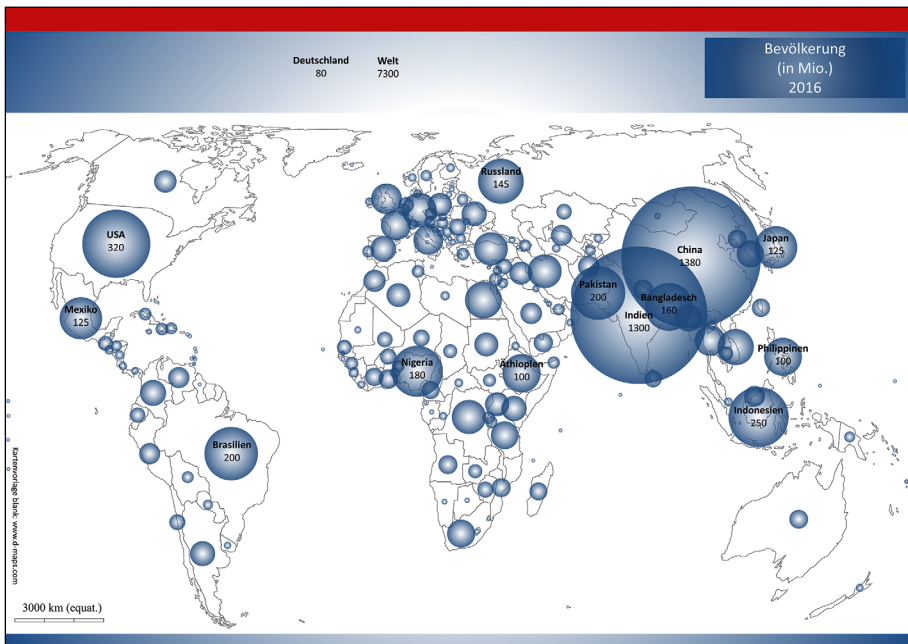 Deutschland
80
Welt
7300
Bevölkerung
(in Mio.)
2016
Russland
145
USA
320
China
1380
Japan
125
Pakistan
200
Bangladesch
160
Indien
1300
Mexiko
125
Philippinen
100
Nigeria
180
Äthiopien
100
Indonesien
250
Brasilien
200
Kartenvorlage blank: www.d-maps.com
3000 km (equat.)